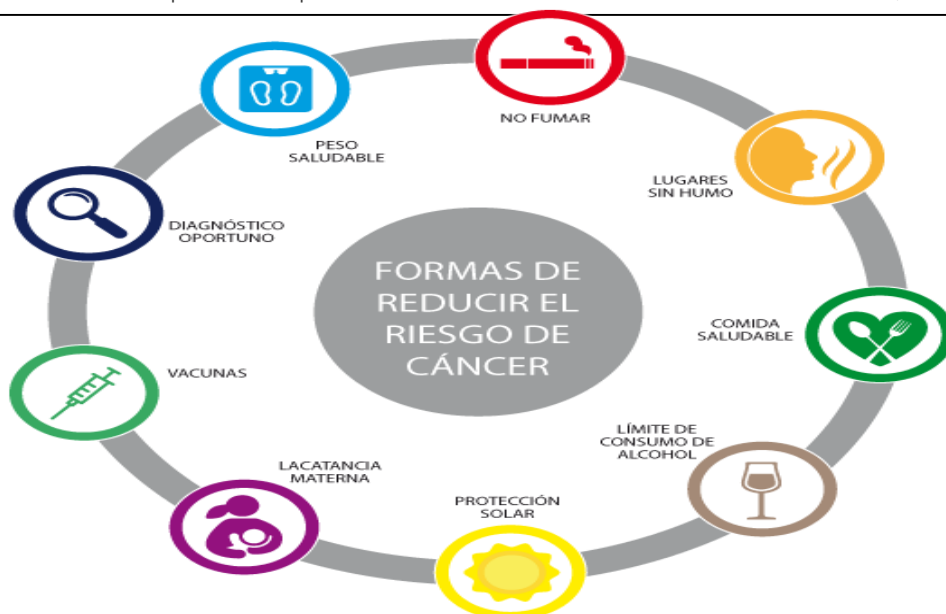 NO FUMAR
LUGARES
SIN HUMO
COMIDA
SALUDABLE
LÍMITE DE
CONSUMO DE
ALCOHOL
PROTECCIÓN
SOLAR
LACATANCIA
MATERNA
VACUNAS
DIAGNÓSTICO
OPORTUNO
PESO
SALUDABLE
FORMAS DE
REDUCIR EL
RIESGO DE
CÁNCER